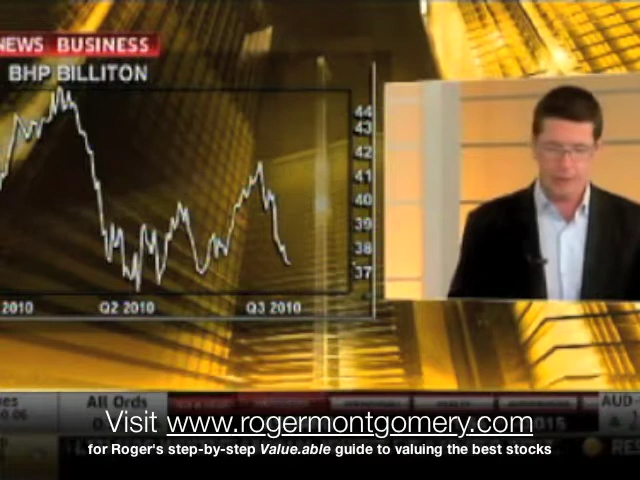 NEWS BUSINESS
BHP BILLITON
44
43
42
41
40
39
38
37
2010
Q2 2010
Q3 2010
All Ords
AUD
Visit www.rogermontgomery.com
for Roger's step-by-step Value.able guide to valuing the best stocks